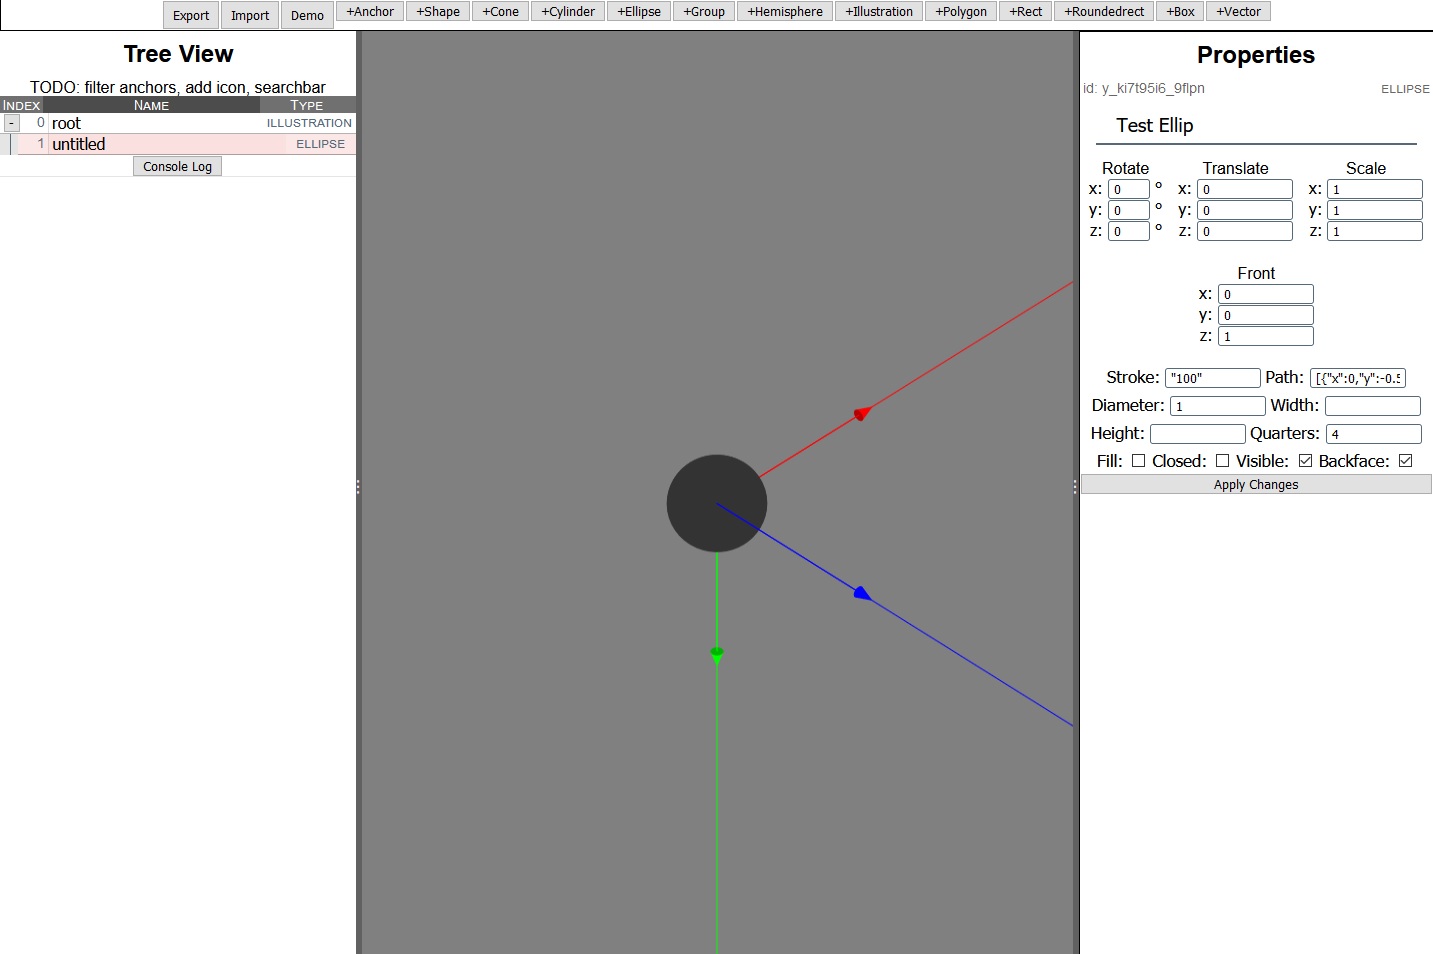 Export Import Demo +Anchor +Shape +Cone +Cylinder +Ellipse +Group +Hemisphere +Illustration +Polygon +Rect +Roundedrect +Box +Vector
Tree View
TODO: filter anchors, add icon, searchbar
INDEX NAME TYPE
- 0 root ILLUSTRATION
1 untitled ELLIPSE
Console Log
Properties
id: y_ki7t95i6_9flpn ELLIPSE
Test Ellip
Rotate Translate Scale
x: 0 ° x: 0 x: 1
y: 0 ° y: 0 y: 1
z: 0 ° z: 0 z: 1
Front
x: 0
y: 0
z: 1
Stroke: "100" Path: [{"x":0,"y":-0.5
Diameter: 1 Width:
Height: Quarters: 4
Fill: Closed: Visible: Backface:
Apply Changes